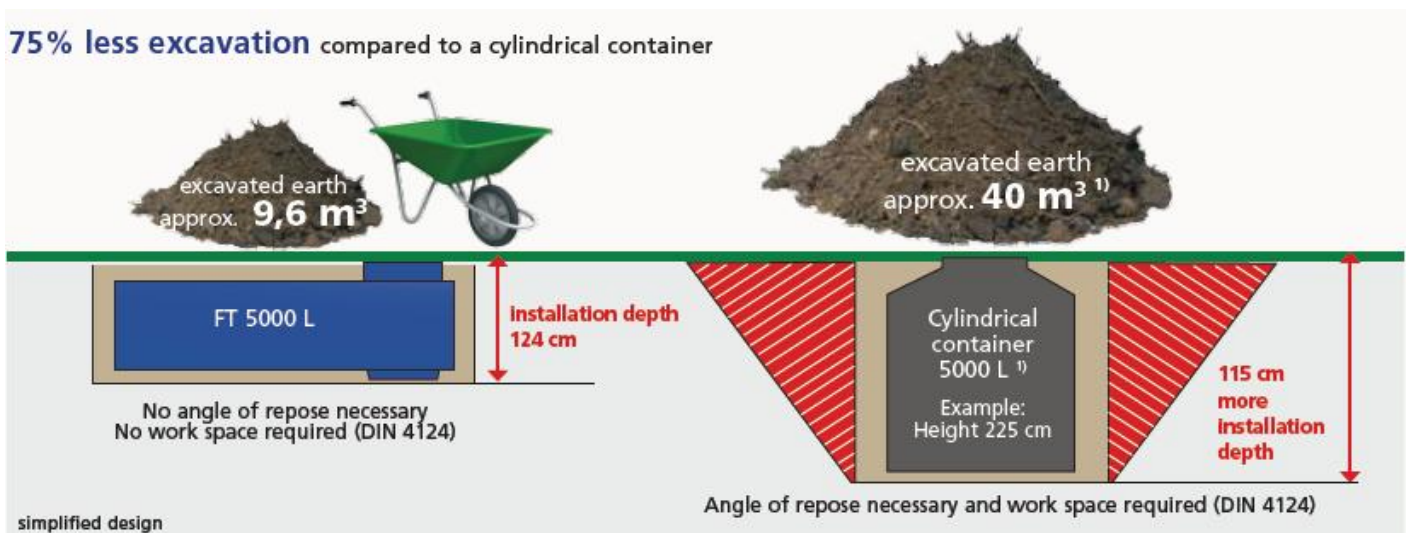 75% less excavation compared to a cylindrical container
excavated earth
approx. 9,6 m³
excavated earth
approx. 40 m³ ¹⁾
FT 5000 L
installation depth
124 cm
No angle of repose necessary
No work space required (DIN 4124)
Cylindrical
container
5000 L ¹⁾
Example:
Height 225 cm
115 cm
more
installation
depth
Angle of repose necessary and work space required (DIN 4124)
simplified design